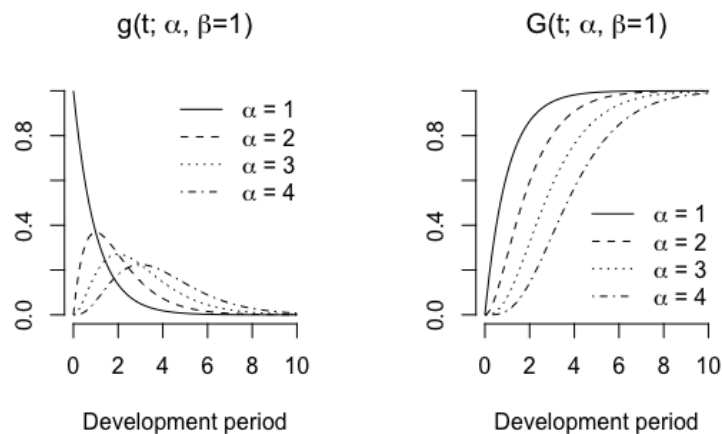 g(t; α, β=1)
0.0 0.4 0.8
α = 1
α = 2
α = 3
α = 4
0 2 4 6 8 10
Development period
G(t; α, β=1)
0.0 0.4 0.8
α = 1
α = 2
α = 3
α = 4
0 2 4 6 8 10
Development period